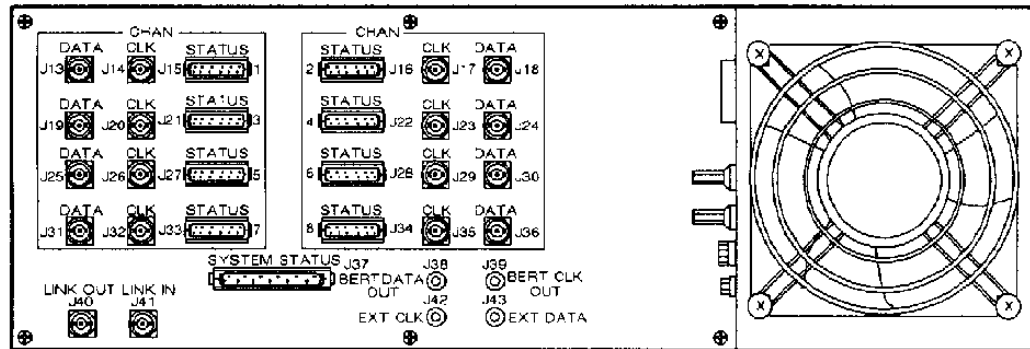 CHAN CHAN
DATA CLK STATUS STATUS CLK DATA
J13 J14 J15 1 2 J16 J17 J18
DATA CLK STATUS STATUS CLK DATA
J19 J20 J21 3 4 J22 J23 J24
DATA CLK STATUS STATUS CLK DATA
J25 J26 J27 5 6 J28 J29 J30
DATA CLK STATUS STATUS CLK DATA
J31 J32 J33 7 8 J34 J35 J36
SYSTEM STATUS J37 J38 J39
BERT DATA OUT BERT CLK OUT
LINK OUT LINK IN
J40 J41 J42 J43
EXT CLK EXT DATA